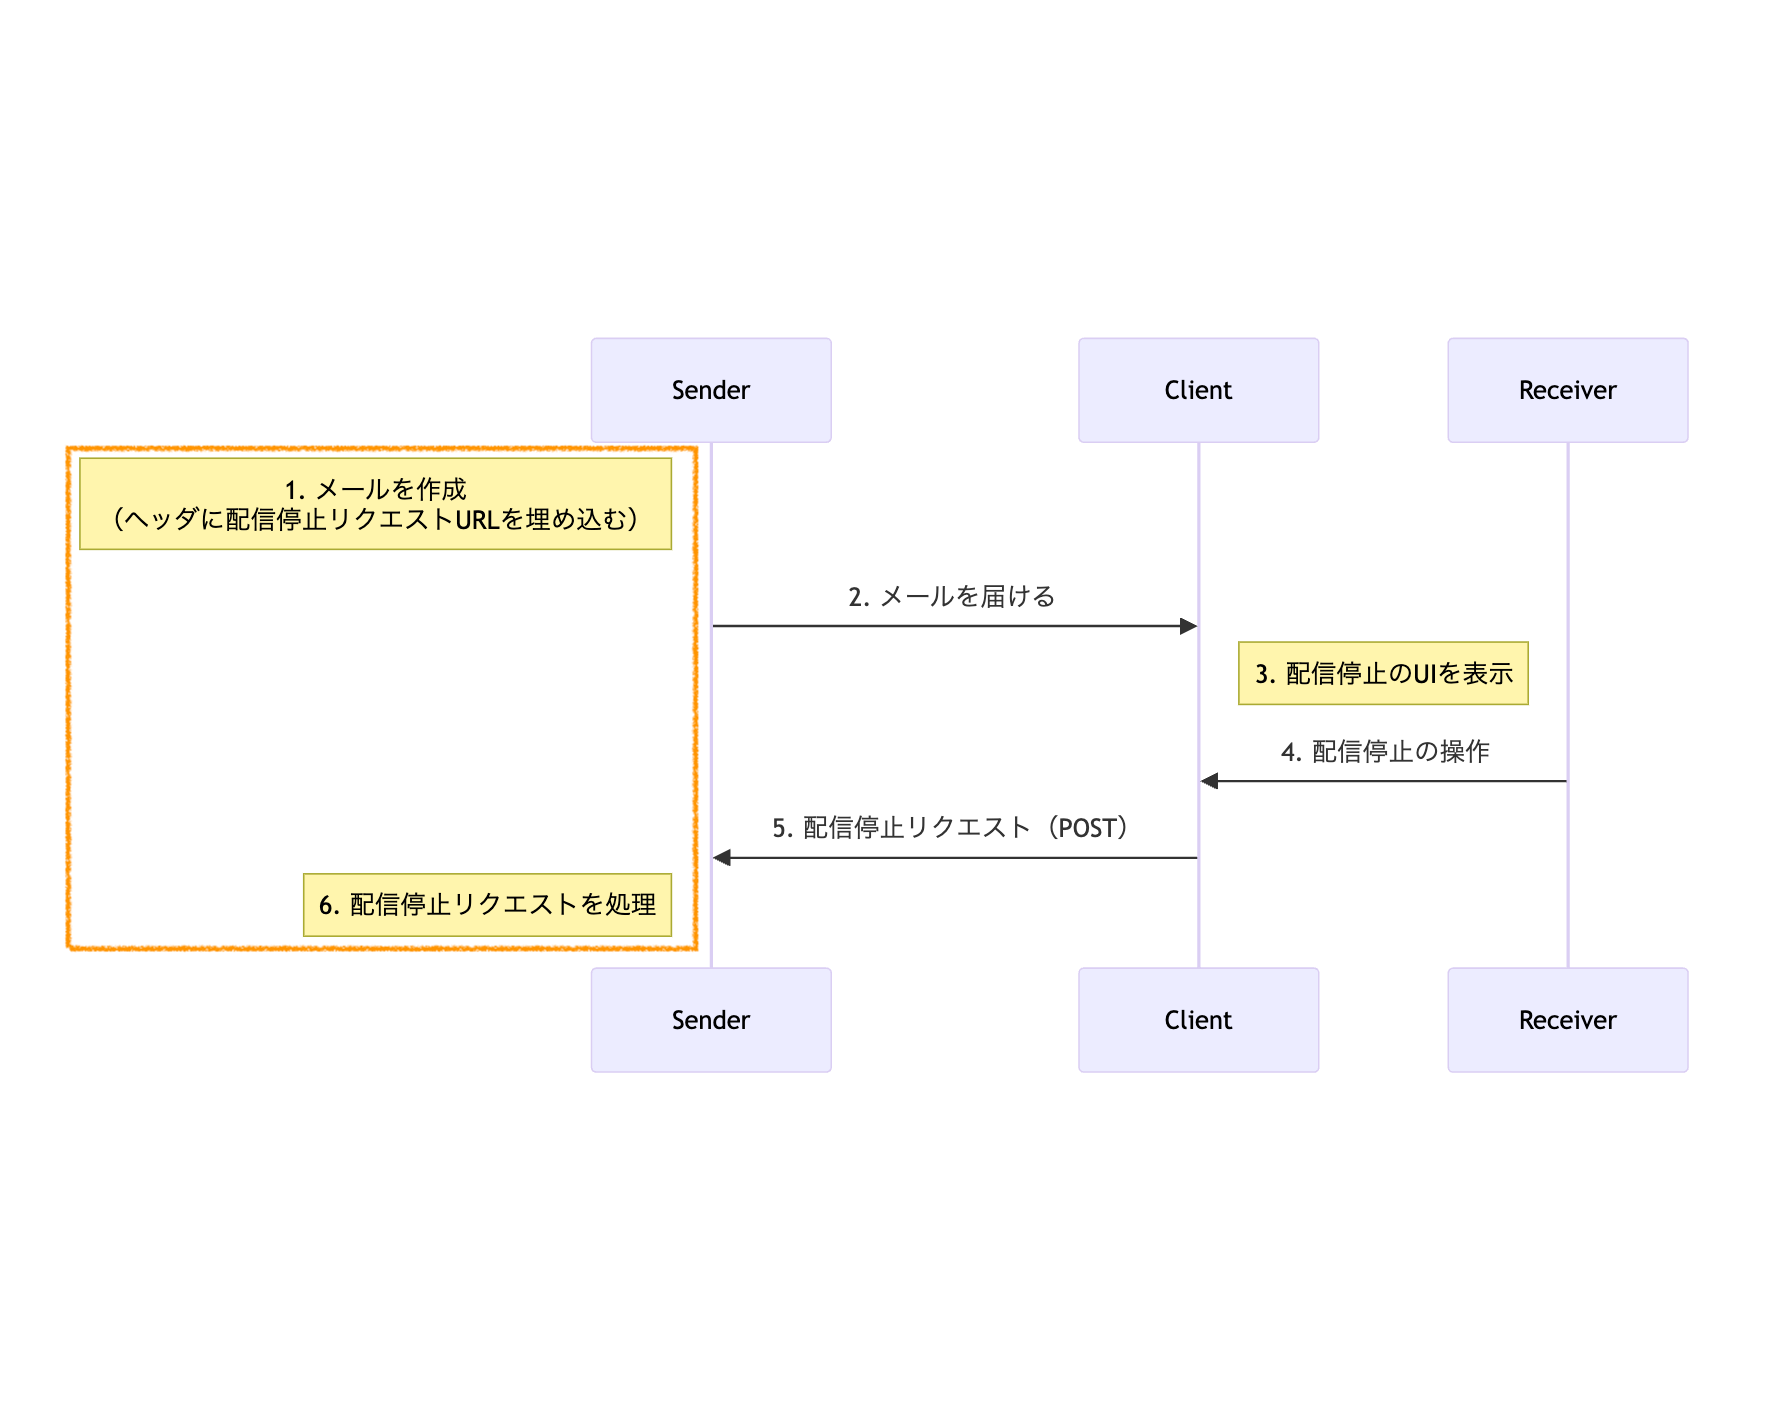 Sender
Client
Receiver
1. メールを作成
（ヘッダに配信停止リクエストURLを埋め込む）
2. メールを届ける
3. 配信停止のUIを表示
4. 配信停止の操作
5. 配信停止リクエスト（POST）
6. 配信停止リクエストを処理
Sender
Client
Receiver